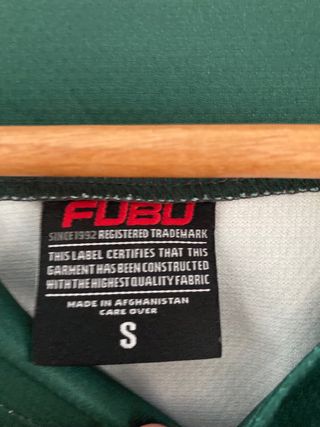 FUBU
SINCE 1992 REGISTERED TRADEMARK
THIS LABEL CERTIFIES THAT THIS
GARMENT HAS BEEN CONSTRUCTED
WITH THE HIGHEST QUALITY FABRIC
MADE IN AFGHANISTAN
CARE OVER
S